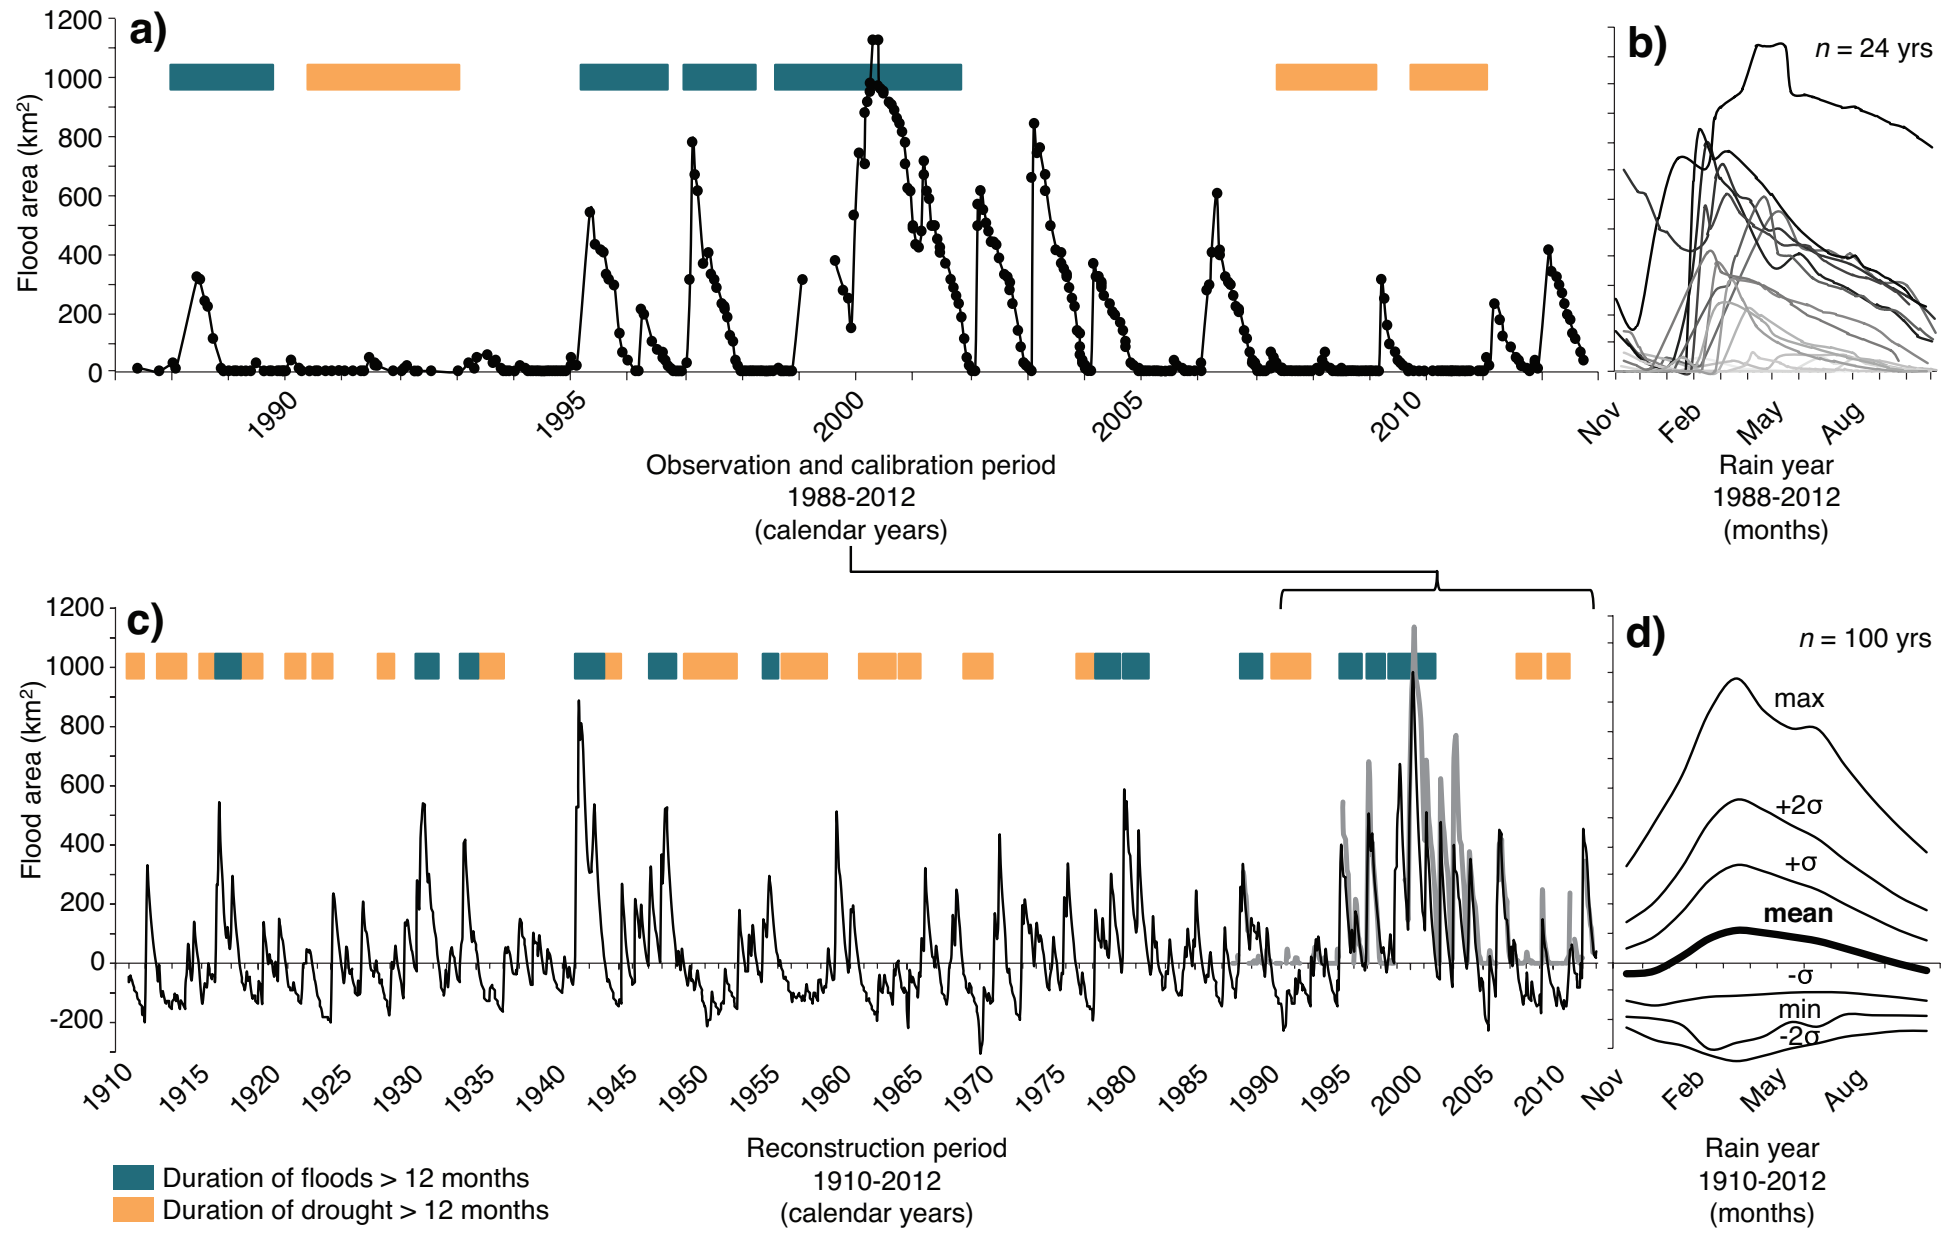 a)
1200
1000
800
600
400
200
0
Flood area (km²)
1990
1995
2000
2005
2010
Observation and calibration period
1988-2012
(calendar years)
b)
n = 24 yrs
Nov
Feb
May
Aug
Rain year
1988-2012
(months)
c)
1200
1000
800
600
400
200
0
-200
Flood area (km²)
1910
1915
1920
1925
1930
1935
1940
1945
1950
1955
1960
1965
1970
1975
1980
1985
1990
1995
2000
2005
2010
Reconstruction period
1910-2012
(calendar years)
Duration of floods > 12 months
Duration of drought > 12 months
d)
n = 100 yrs
max
+2σ
+σ
mean
-σ
min
-2σ
Nov
Feb
May
Aug
Rain year
1910-2012
(months)